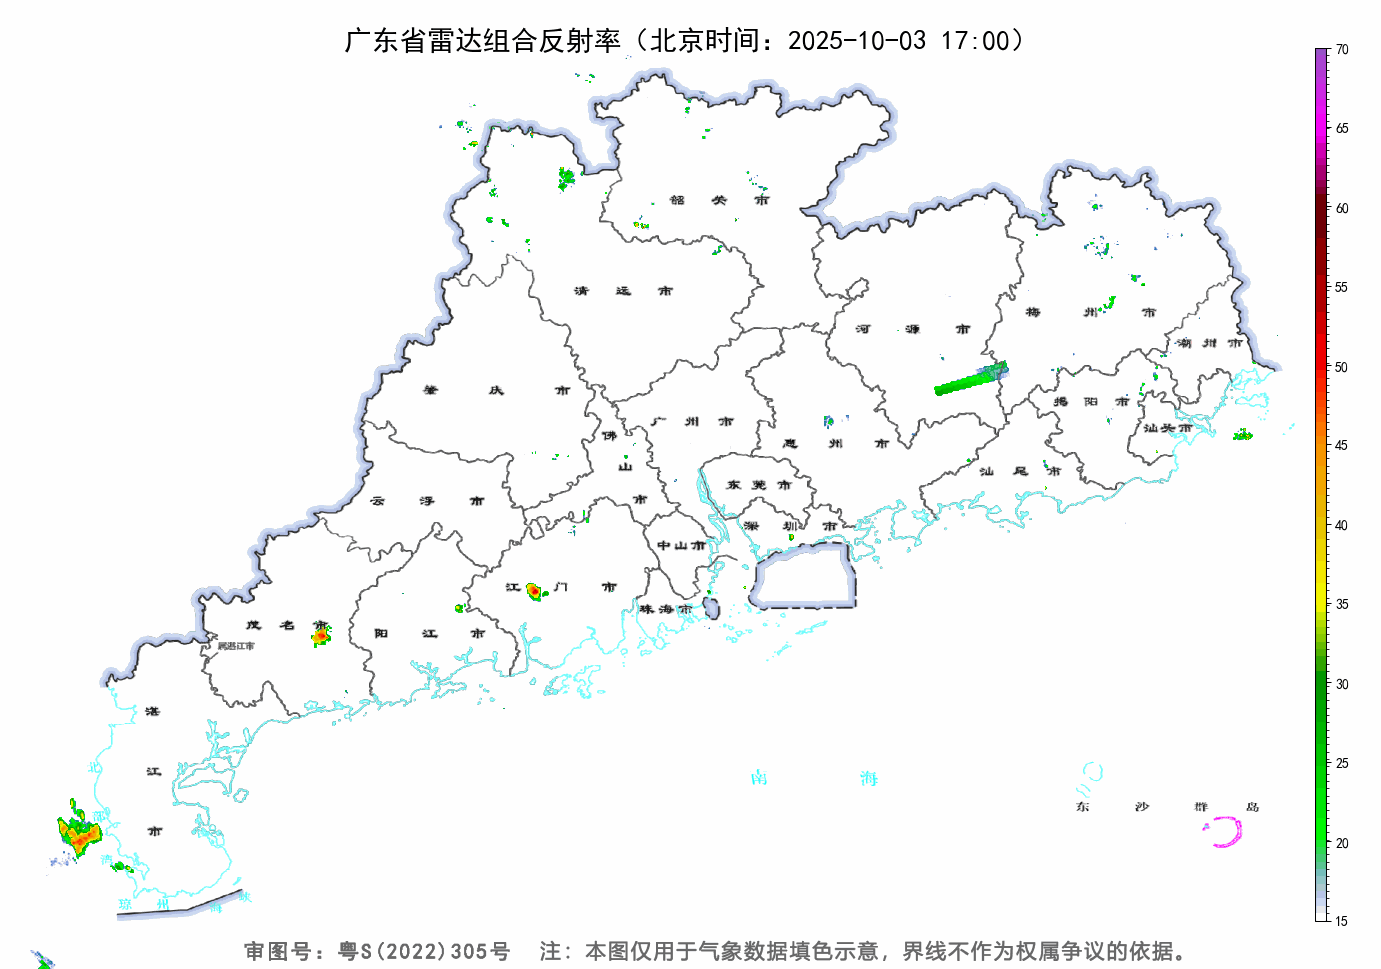 广东省雷达组合反射率（北京时间：2025-10-03 17:00）
70
65
60
55
50
45
40
35
30
25
20
15
韶关市
清远市
河源市
梅州市
潮州市
肇庆市
广州市
佛山市
惠州市
揭阳市
汕头市
汕尾市
云浮市
东莞市
深圳市
中山市
江门市
珠海市
茂名市
属湛江市
阳江市
湛江市
北部湾
南海
东沙群岛
琼州海峡
审图号：粤S(2022)305号 注：本图仅用于气象数据填色示意，界线不作为权属争议的依据。